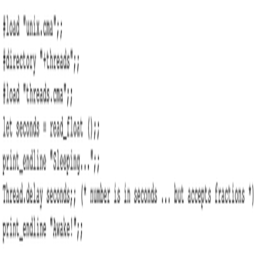 #load "unix.cma";;
#directory "+threads";;
#load "threads.cma";;
let seconds = read_float ();;
print_endline "Sleeping...";;
Thread.delay seconds;; (* number is in seconds ... but accepts fractions *)
print_endline "Awake!";;